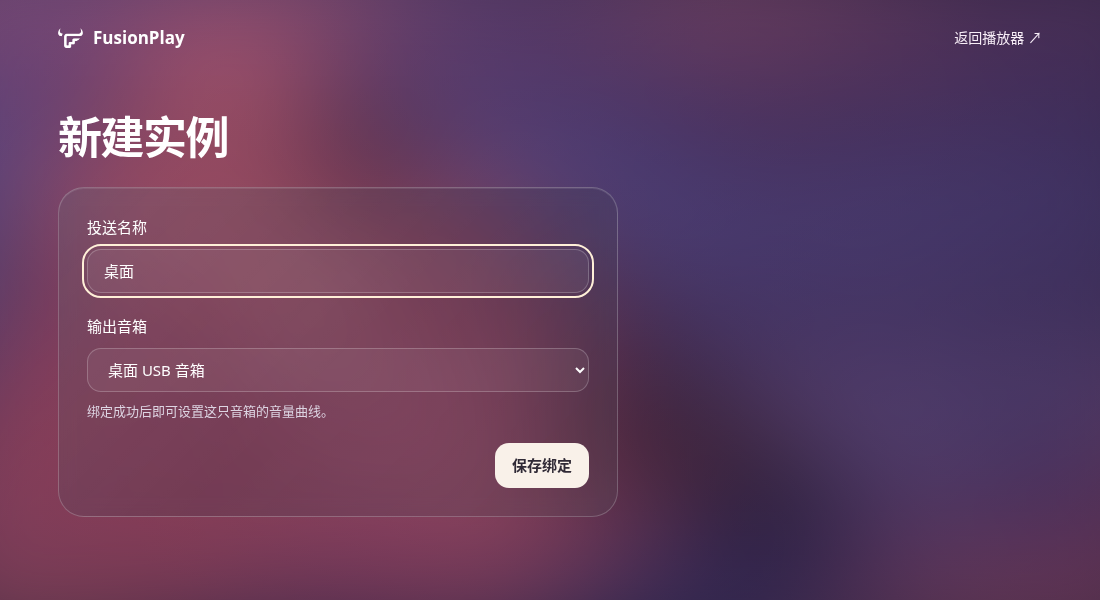 FusionPlay
返回播放器 ↗
新建实例
投送名称
桌面
输出音箱
桌面 USB 音箱
绑定成功后即可设置这只音箱的音量曲线。
保存绑定